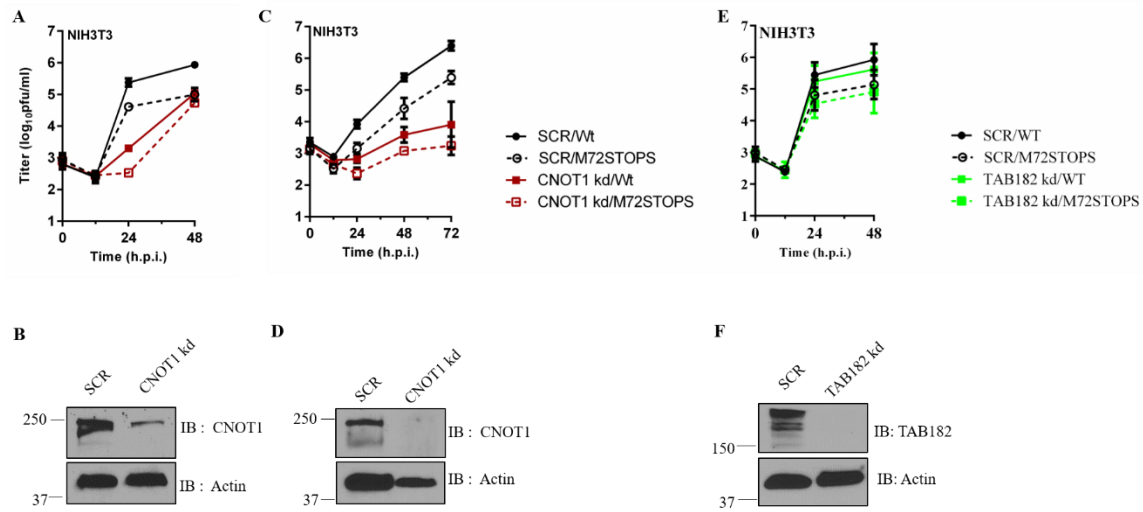 A
NIH3T3
Titer (log10pfu/ml)
7
6
5
4
3
2
1
0
24
48
Time (h.p.i.)
C
NIH3T3
7
6
5
4
3
2
1
0
24
48
72
Time (h.p.i.)
SCR/Wt
SCR/M72STOPS
CNOT1 kd/Wt
CNOT1 kd/M72STOPS
E
NIH3T3
7
6
5
4
3
2
1
0
24
48
Time (h.p.i.)
SCR/WT
SCR/M72STOPS
TAB182 kd/WT
TAB182 kd/M72STOPS
B
SCR
CNOT1 kd
250
IB : CNOT1
IB : Actin
37
D
SCR
CNOT1 kd
250
IB : CNOT1
IB : Actin
37
F
SCR
TAB182 kd
150
IB: TAB182
IB: Actin
37